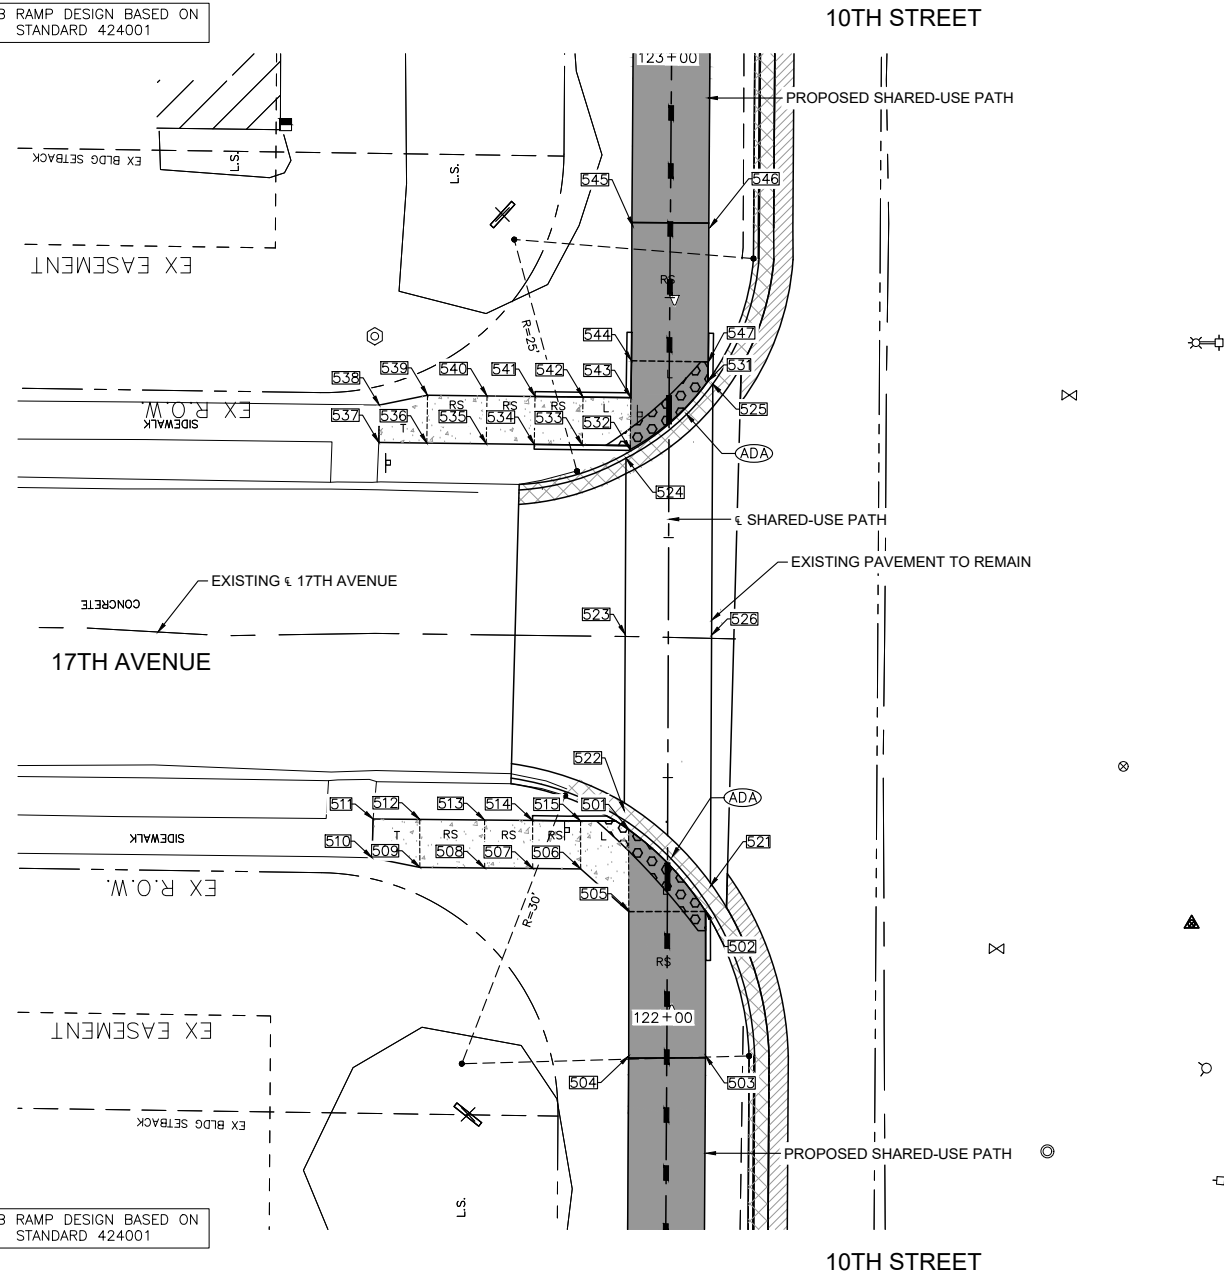 B RAMP DESIGN BASED ON
STANDARD 424001
10TH STREET
123+00
PROPOSED SHARED-USE PATH
EX BLDG SETBACK
L.S.
L.S.
545
546
EX EASEMENT
RS
R=25'
544
547
531
538
539
540
541
542
543
EX R.O.W.
SIDEWALK
RS
RS
RS
L
L
525
537
536
535
534
533
532
T
ADA
524
℄ SHARED-USE PATH
EXISTING PAVEMENT TO REMAIN
EXISTING ℄ 17TH AVENUE
CONCRETE
523
526
17TH AVENUE
522
ADA
511
512
513
514
515
501
SIDEWALK
T
RS
RS
RS
L
510
509
508
507
506
521
EX R.O.W.
505
R=30'
502
RS
EX EASEMENT
122+00
504
503
EX BLDG SETBACK
PROPOSED SHARED-USE PATH
L.S.
B RAMP DESIGN BASED ON
STANDARD 424001
10TH STREET